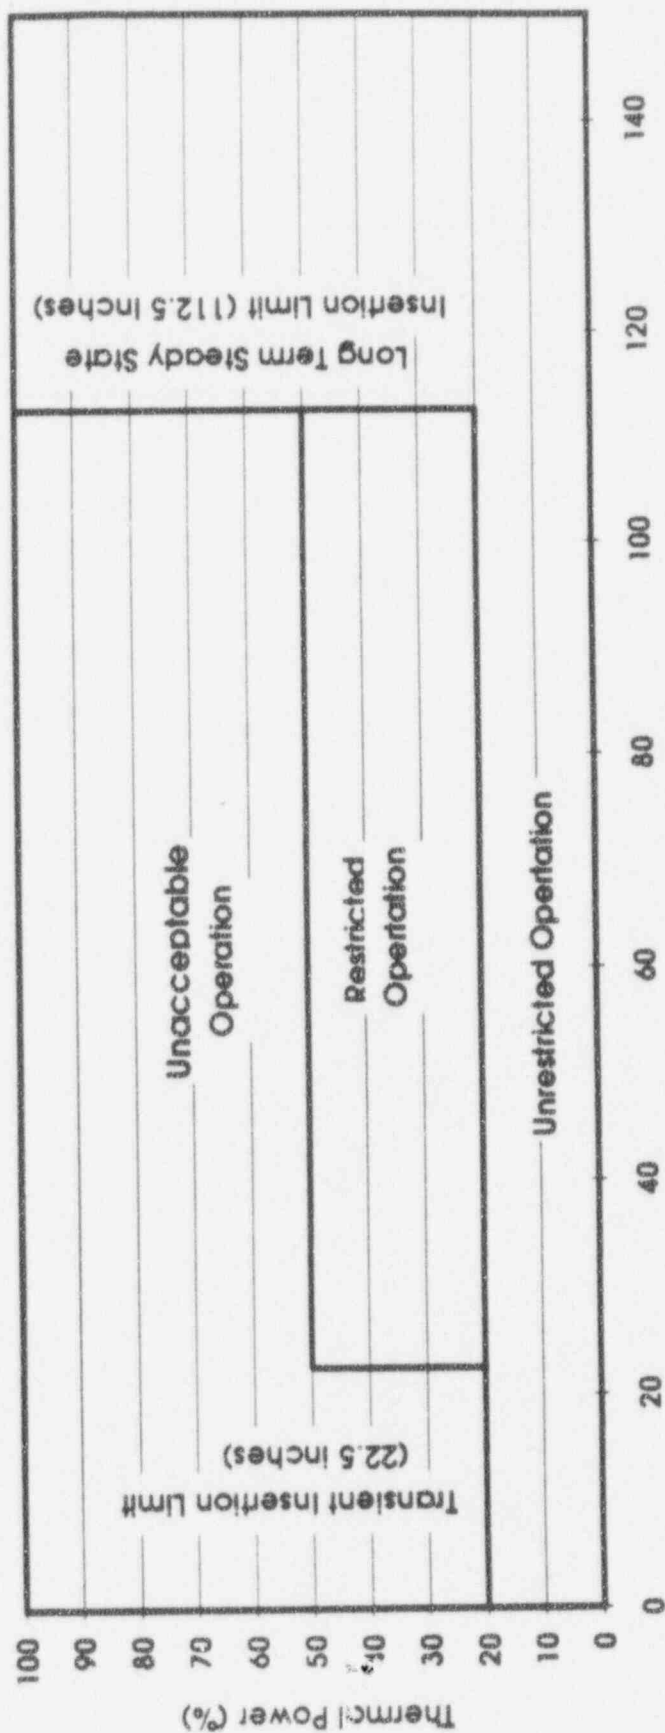 Thermal Power (%)
100
90
80
70
60
50
40
30
20
10
0
Transient Insertion Limit
(22.5 inches)
Unacceptable
Operation
Restricted
Opertation
Unrestricted Opertation
Long Term Steady State
Insertion Limit (112.5 Inches)
0
20
40
60
80
100
120
140